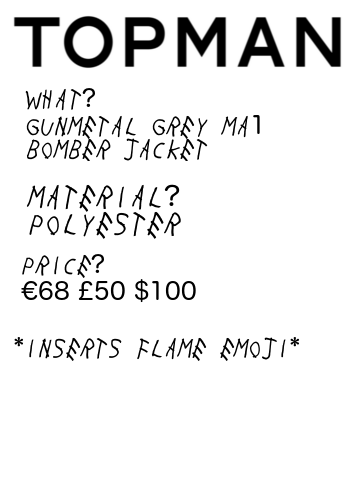 TOPMAN
WHAT?
GUNMETAL GREY MA1
BOMBER JACKET
MATERIAL?
POLYESTER
PRICE?
€68 £50 $100
*INSERTS FLAME EMOJI*